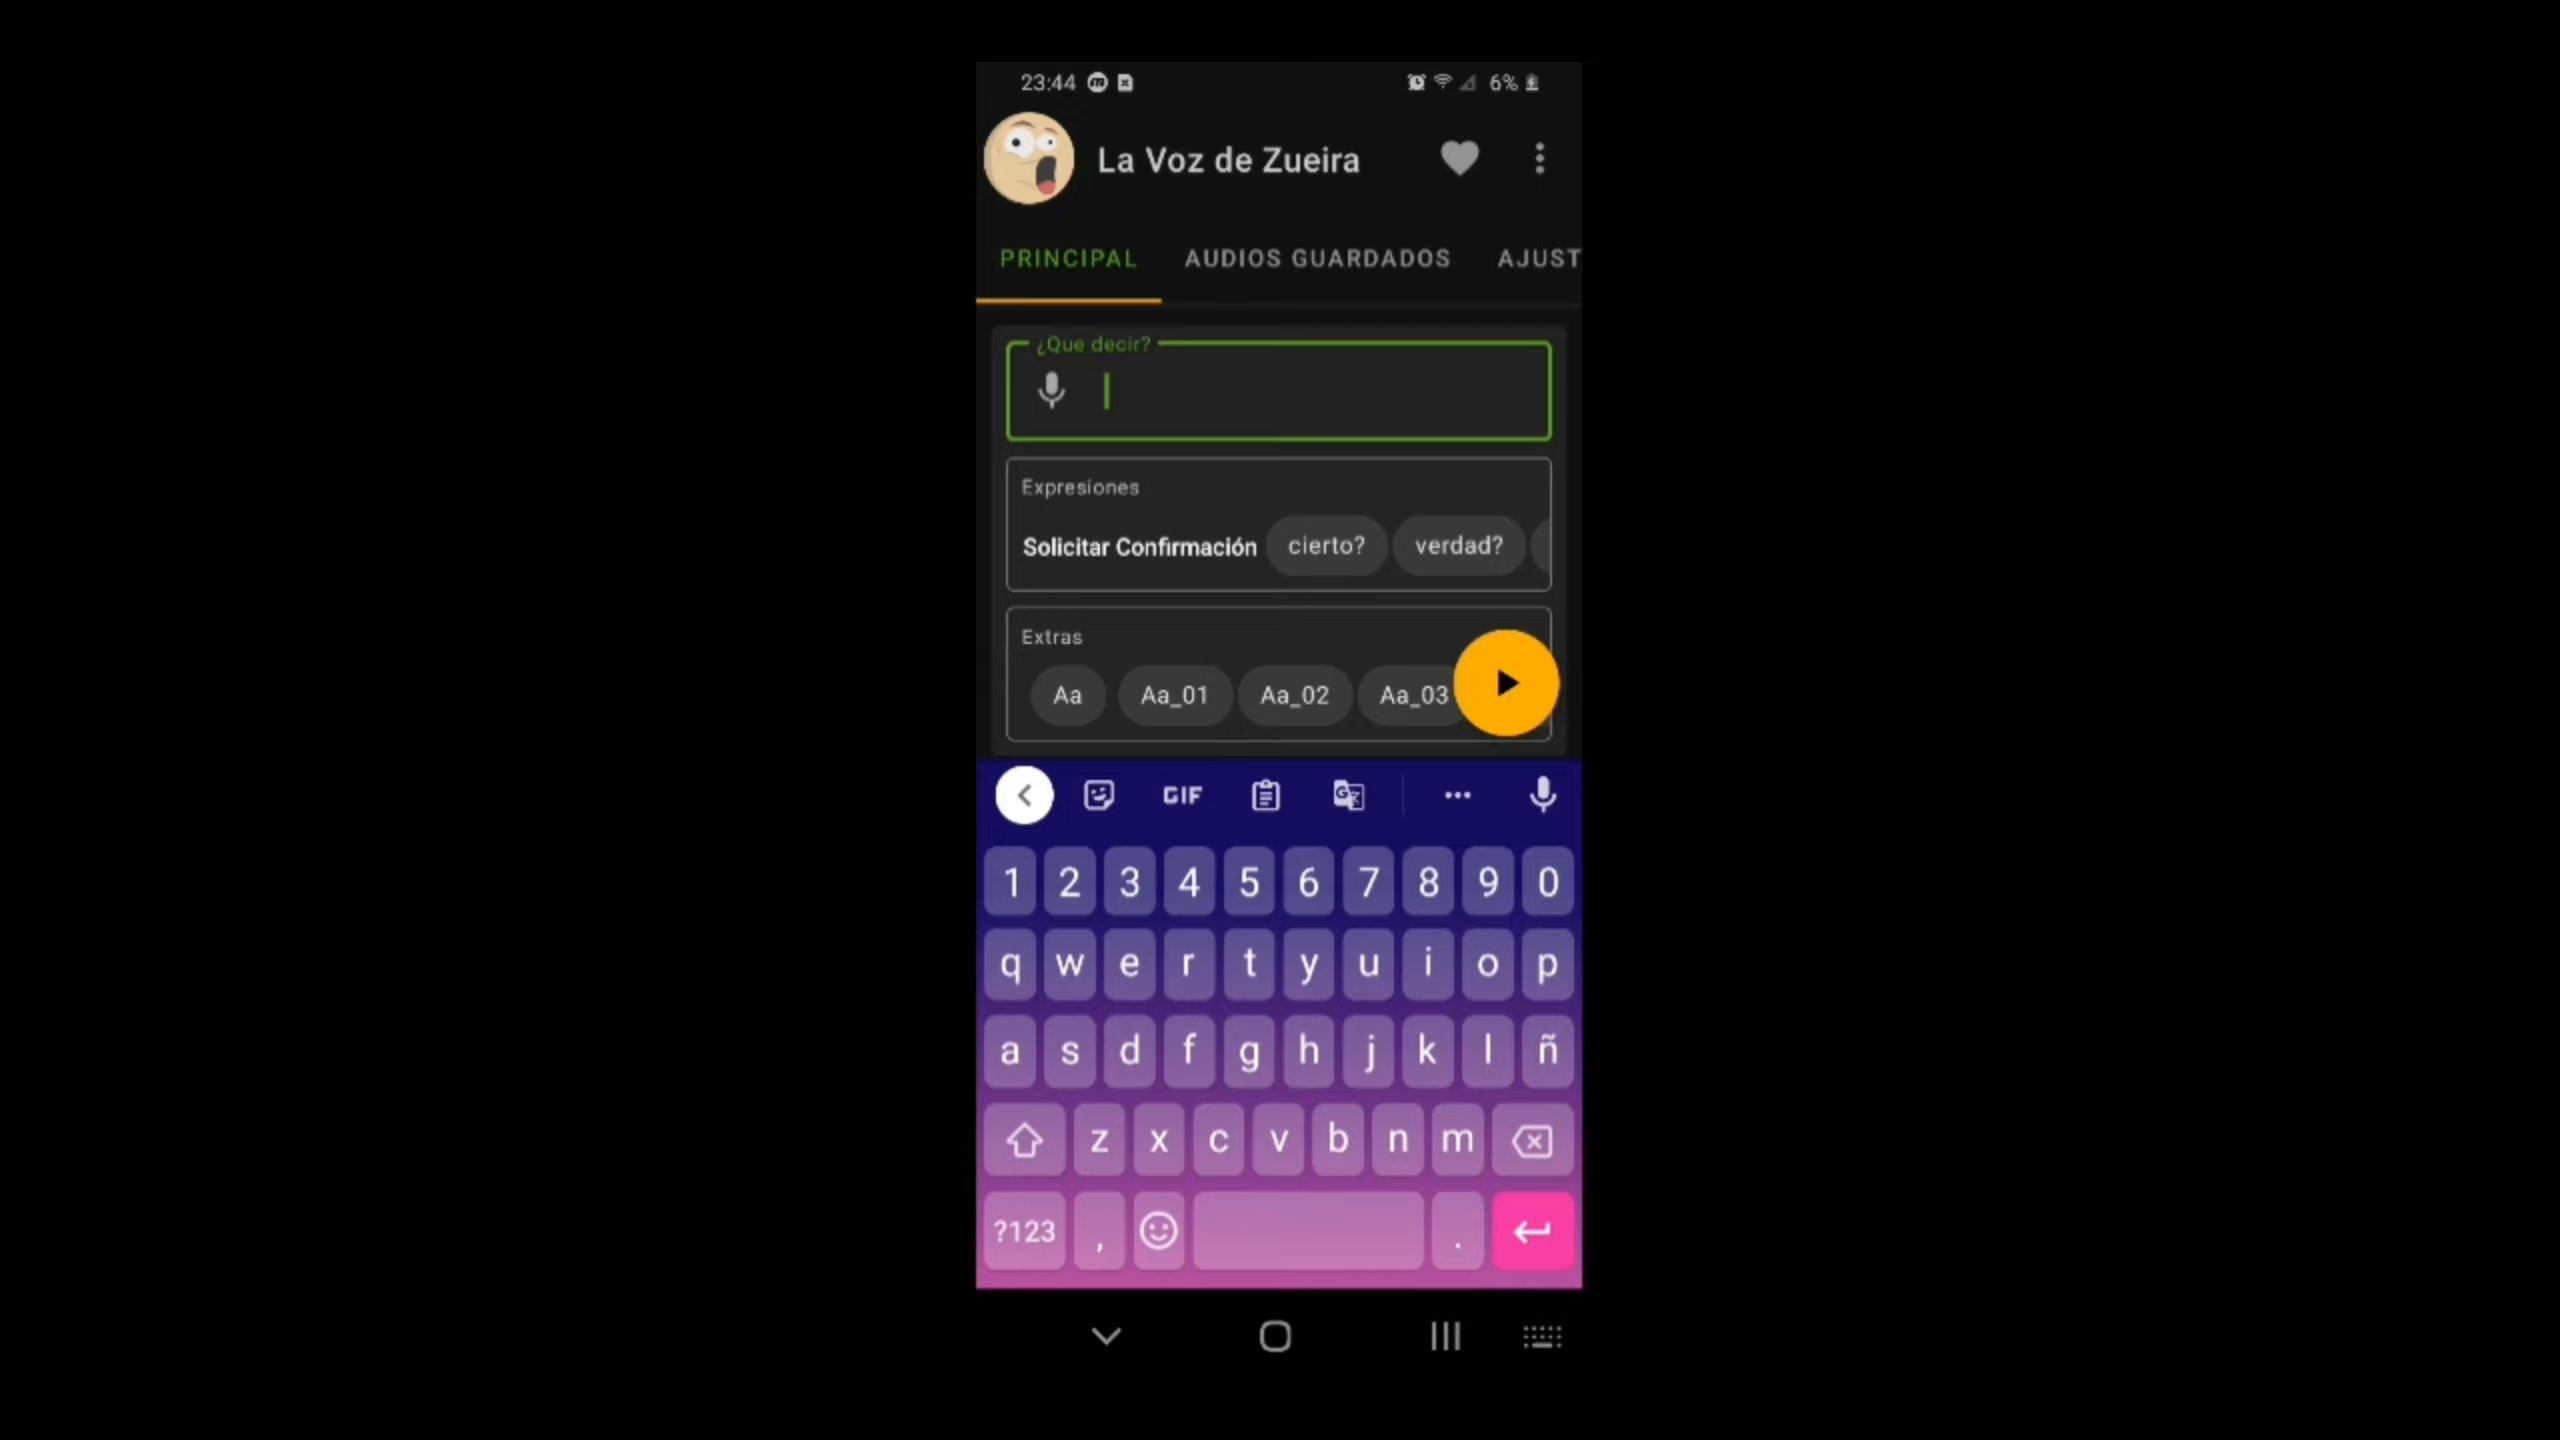 23:44 6%
La Voz de Zueira
PRINCIPAL AUDIOS GUARDADOS AJUST
¿Que decir?
Expresiones
Solicitar Confirmación cierto? verdad?
Extras
Aa Aa_01 Aa_02 Aa_03
GIF
1 2 3 4 5 6 7 8 9 0
q w e r t y u i o p
a s d f g h j k l ñ
z x c v b n m
?123 , .